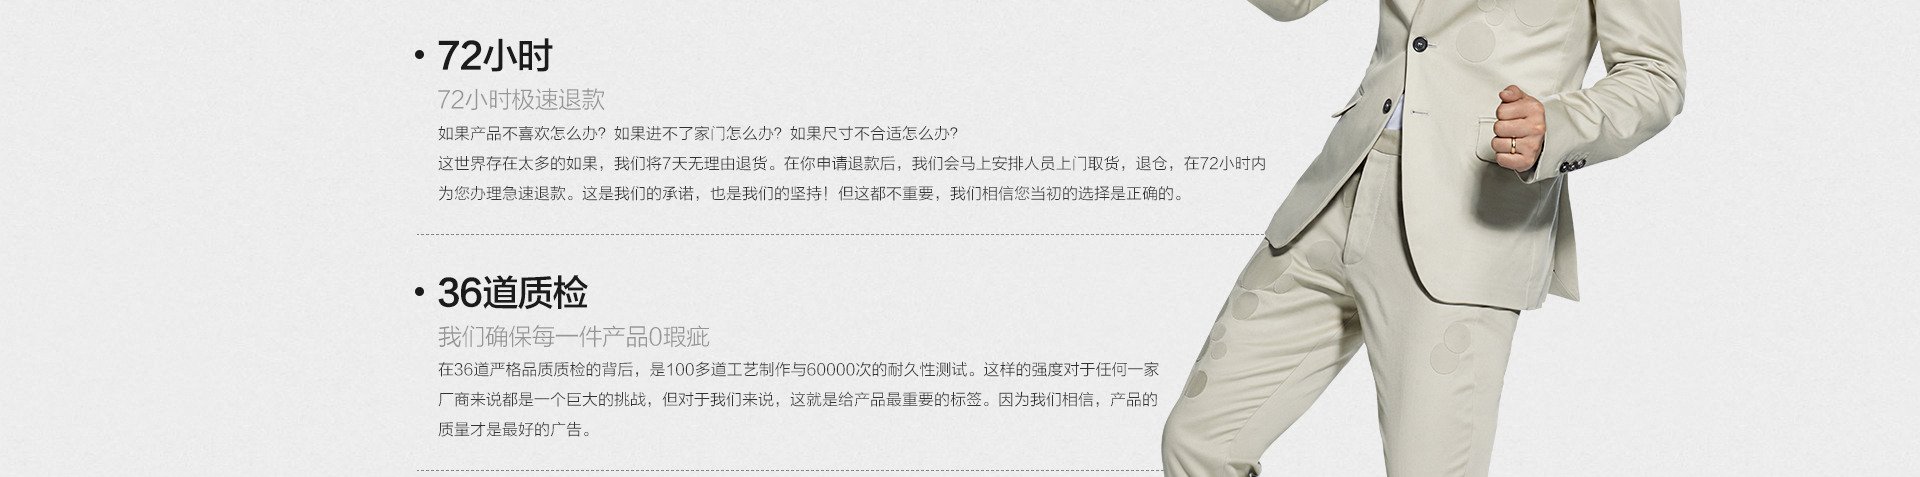 • 72小时
72小时极速退款
如果产品不喜欢怎么办？如果进不了家门怎么办？如果尺寸不合适怎么办？
这世界存在太多的如果，我们将7天无理由退货。在你申请退款后，我们会马上安排人员上门取货，退仓，在72小时内
为您办理急速退款。这是我们的承诺，也是我们的坚持！但这都不重要，我们相信您当初的选择是正确的。
• 36道质检
我们确保每一件产品0瑕疵
在36道严格品质质检的背后，是100多道工艺制作与60000次的耐久性测试。这样的强度对于任何一家
厂商来说都是一个巨大的挑战，但对于我们来说，这就是给产品最重要的标签。因为我们相信，产品的
质量才是最好的广告。